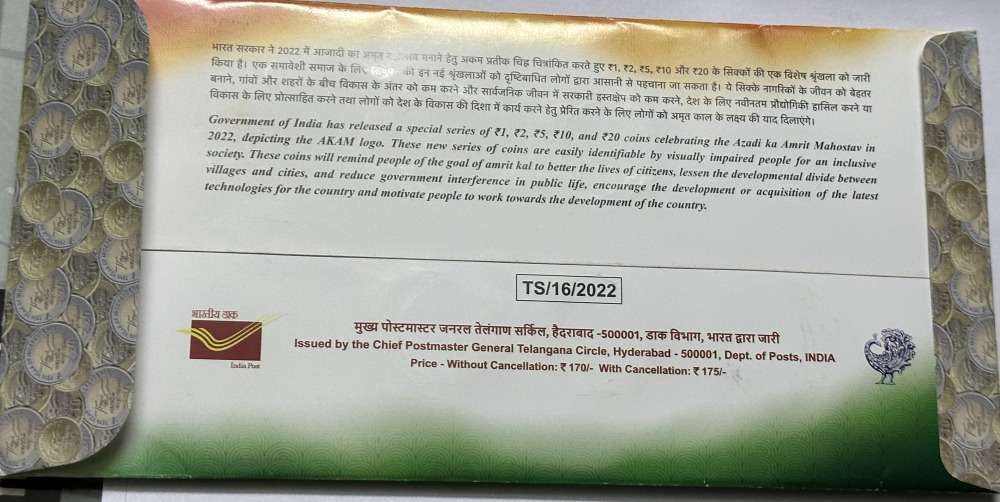 भारत सरकार ने 2022 में आजादी का अमृत मनाने हेतु अकम प्रतीक चिह्न चित्रांकित करते हुए ₹1, ₹2, ₹5, ₹10 और ₹20 के सिक्कों की एक विशेष श्रृंखला को जारी
किया है। एक समावेशी समाज के लिए की इन नई श्रृंखलाओं को दृष्टिबाधित लोगों द्वारा आसानी से पहचाना जा सकता है। ये सिक्के नागरिकों के जीवन को बेहतर
बनाने, गांवों और शहरों के बीच विकास के अंतर को कम करने और सार्वजनिक जीवन में सरकारी हस्तक्षेप को कम करने, देश के लिए नवीनतम प्रौद्योगिकी हासिल करने या
विकास के लिए प्रोत्साहित करने तथा लोगों को देश के विकास की दिशा में कार्य करने हेतु प्रेरित करने के लिए लोगों को अमृत काल के लक्ष्य की याद दिलाएंगे।
Government of India has released a special series of ₹1, ₹2, ₹5, ₹10, and ₹20 coins celebrating the Azadi ka Amrit Mahostav in
2022, depicting the AKAM logo. These new series of coins are easily identifiable by visually impaired people for an inclusive
society. These coins will remind people of the goal of amrit kal to better the lives of citizens, lessen the developmental divide between
villages and cities, and reduce government interference in public life, encourage the development or acquisition of the latest
technologies for the country and motivate people to work towards the development of the country.
TS/16/2022
भारतीय डाक
India Post
मुख्य पोस्टमास्टर जनरल तेलंगाण सर्किल, हैदराबाद -500001, डाक विभाग, भारत द्वारा जारी
Issued by the Chief Postmaster General Telangana Circle, Hyderabad - 500001, Dept. of Posts, INDIA
Price - Without Cancellation: ₹ 170/- With Cancellation: ₹ 175/-